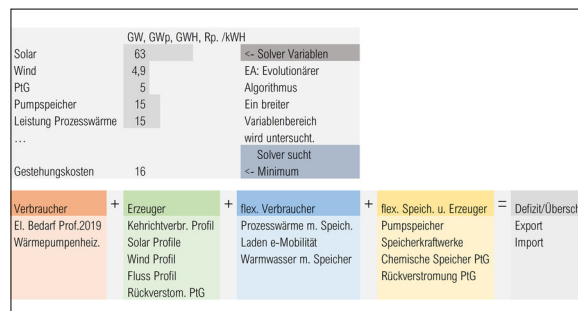 GW, GWp, GWH, Rp. /kWH
Solar 63 <- Solver Variablen
Wind 4,9 EA: Evolutionärer
PtG 5 Algorithmus
Pumpspeicher 15 Ein breiter
Leistung Prozesswärme 15 Variablenbereich
... wird untersucht.
Solver sucht
Gestehungskosten 16 <- Minimum
Verbraucher + Erzeuger + flex. Verbraucher + flex. Speich. u. Erzeuger = Defizit/Übersch
El. Bedarf Prof.2019 Kehrichtverbr. Profil Prozesswärme m. Speich. Pumpspeicher Export
Wärmepumpenheiz. Solar Profile Laden e-Mobilität Speicherkraftwerke Import
Wind Profil Warmwasser m. Speicher Chemische Speicher PtG
Fluss Profil Rückverstromung PtG
Rückverstom. PtG